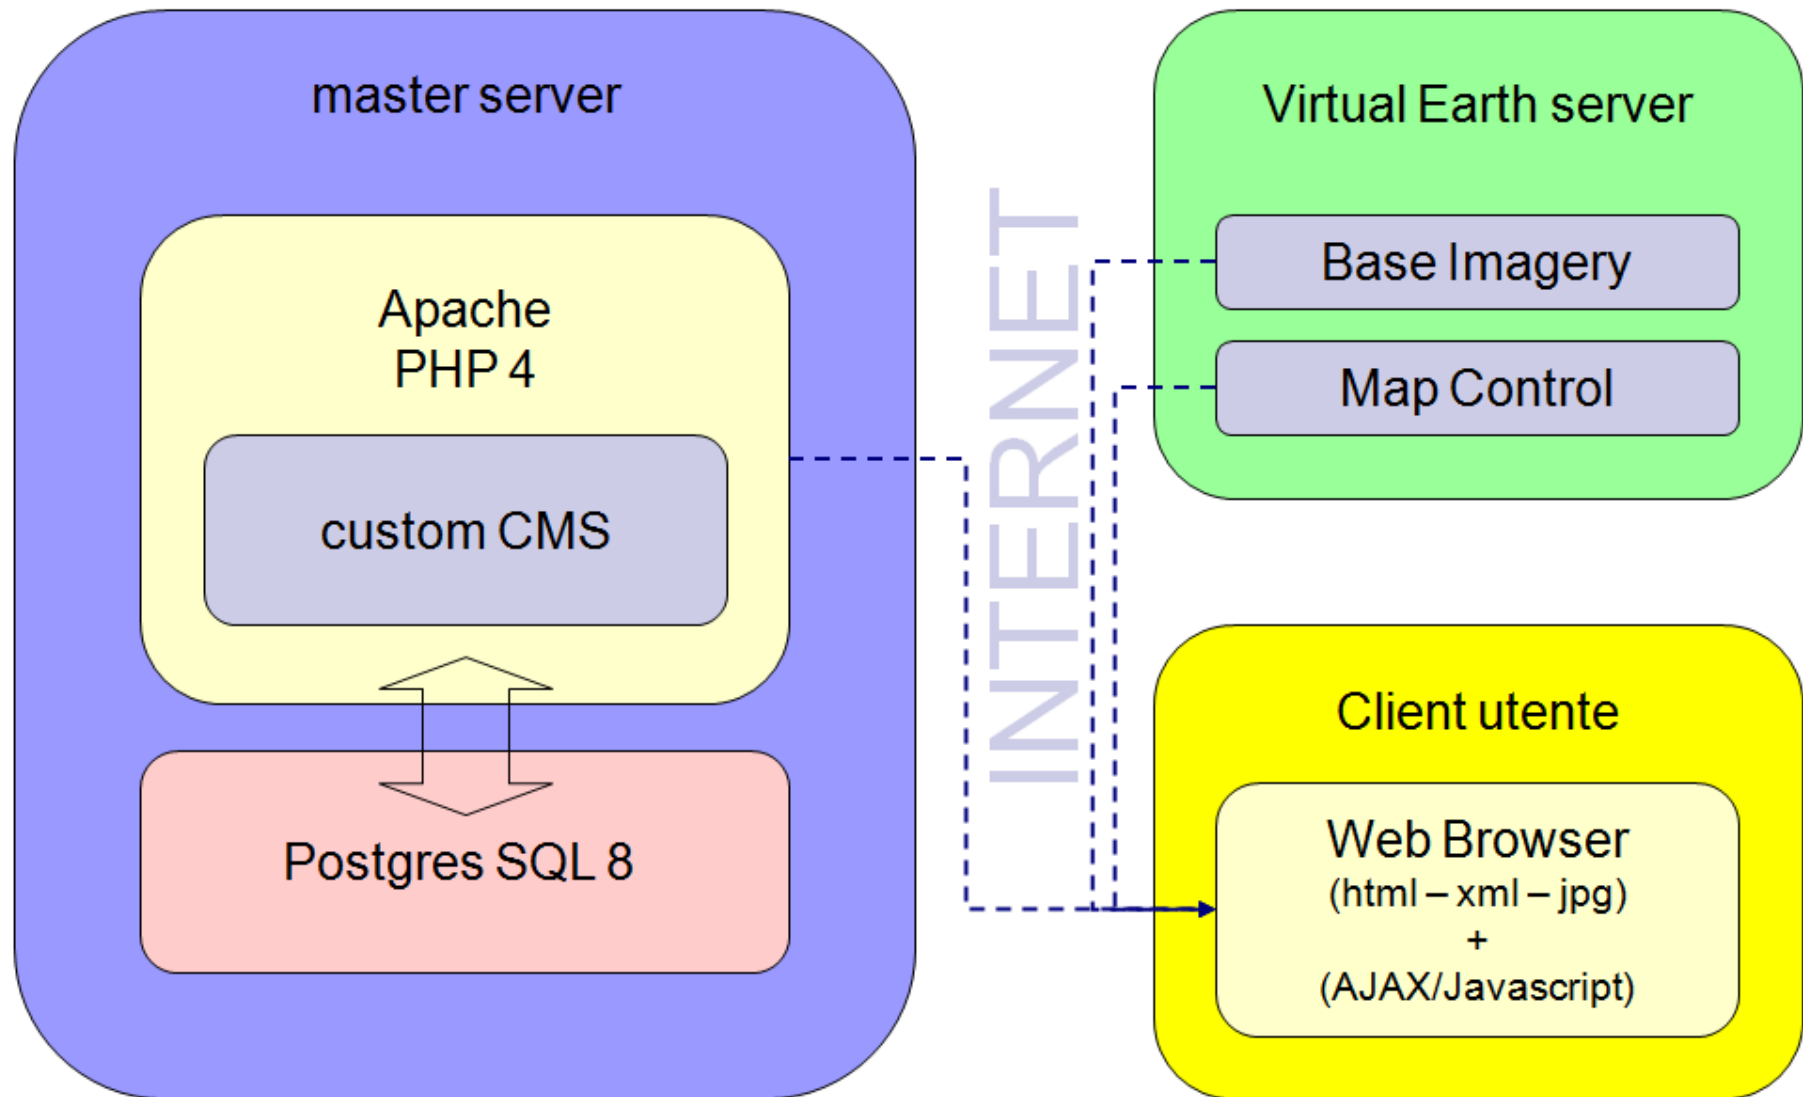 master server
Apache
PHP 4
custom CMS
Postgres SQL 8
INTERNET
Virtual Earth server
Base Imagery
Map Control
Client utente
Web Browser
(html – xml – jpg)
+
(AJAX/Javascript)